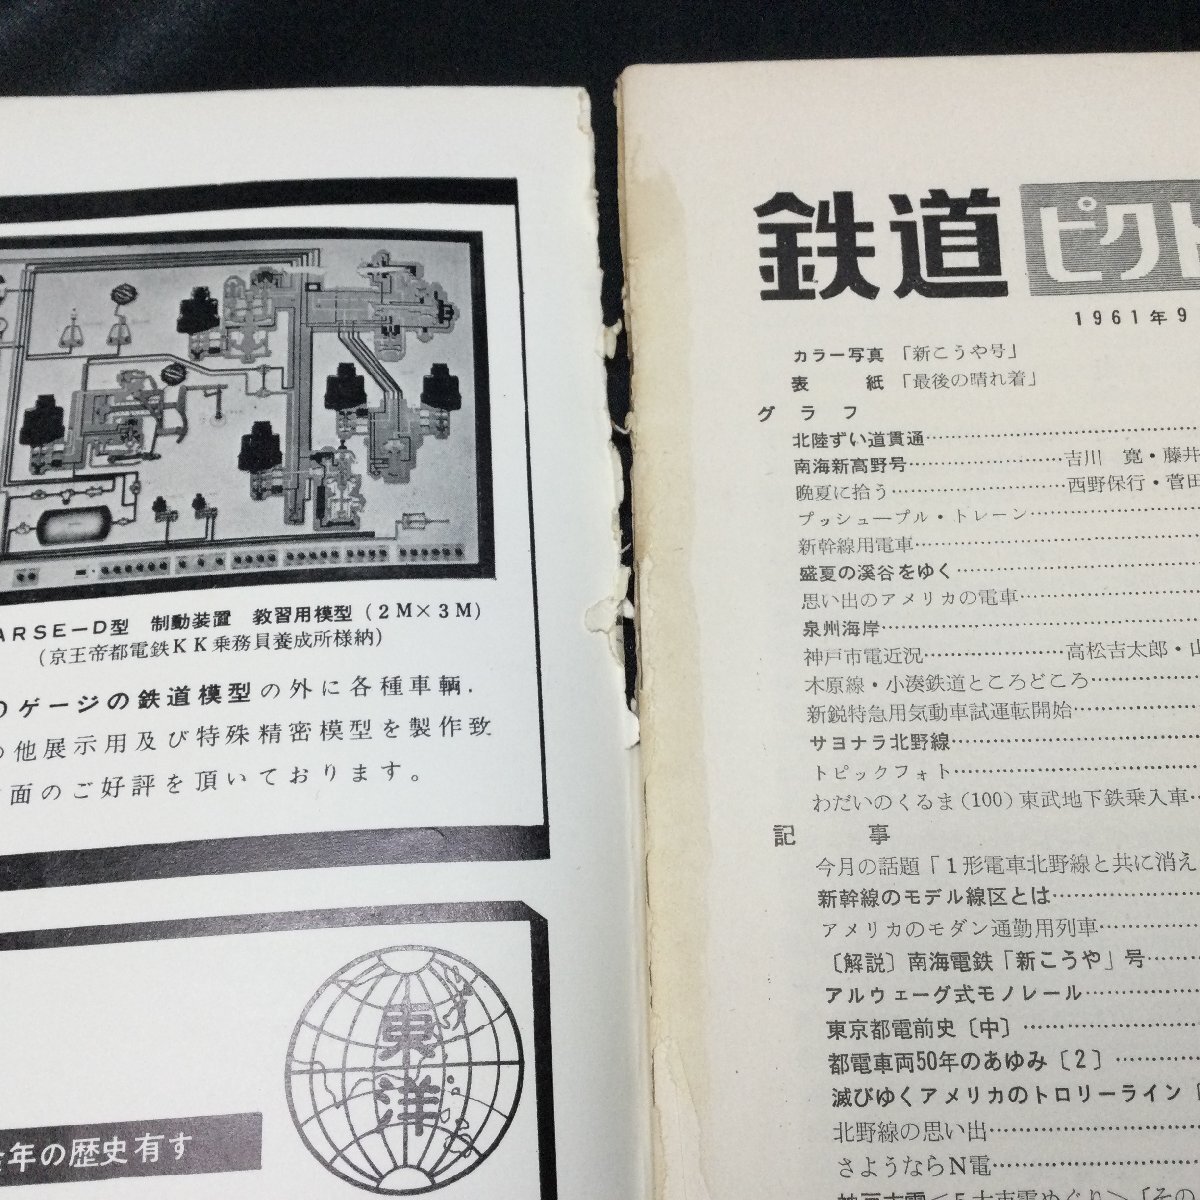 ARSE－D型　制動装置　教習用模型（2M×3M）
（京王帝都電鉄KK乗務員養成所様納）
ゲージの鉄道模型の外に各種車輌．
他展示用及び特殊精密模型を製作致
面のご好評を頂いております。
東洋
年の歴史有す
鉄道ピクト
1961年9
カラー写真 「新こうや号」
表　紙 「最後の晴れ着」
グラフ
北陸ずい道貫通
南海新高野号 吉川　寛・藤井
晩夏に拾う 西野保行・菅田
プッシュープル・トレーン
新幹線用電車
盛夏の溪谷をゆく
思い出のアメリカの電車
泉州海岸
神戸市電近況 高松吉太郎・山
木原線・小湊鉄道ところどころ
新鋭特急用気動車試運転開始
サヨナラ北野線
トピックフォト
わだいのくるま（100）東武地下鉄乗入車
記　事
今月の話題「1形電車北野線と共に消え
新幹線のモデル線区とは
アメリカのモダン通勤用列車
〔解説〕南海電鉄「新こうや」号
アルウェーグ式モノレール
東京都電前史〔中〕
都電車両50年のあゆみ〔2〕
滅びゆくアメリカのトロリーライン〔
北野線の思い出
さようならN電
神戸市電＜5大市電めぐり＞〔その